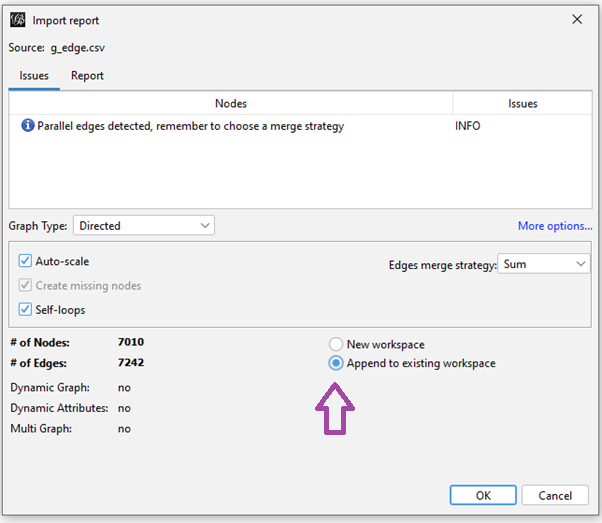 Import report
Source: g_edge.csv
Issues Report
Nodes Issues
Parallel edges detected, remember to choose a merge strategy INFO
Graph Type: Directed More options...
Auto-scale
Edges merge strategy: Sum
Create missing nodes
Self-loops
# of Nodes: 7010 New workspace
# of Edges: 7242 Append to existing workspace
Dynamic Graph: no
Dynamic Attributes: no
Multi Graph: no
OK Cancel